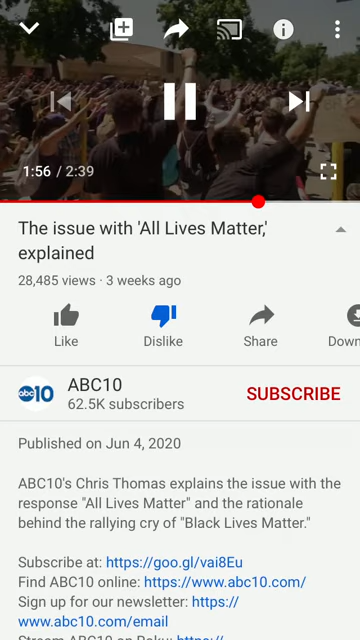 1:56 / 2:39
The issue with 'All Lives Matter,'
explained
28,485 views · 3 weeks ago
Like
Dislike
Share
Down
abc10
ABC10
62.5K subscribers
SUBSCRIBE
Published on Jun 4, 2020
ABC10's Chris Thomas explains the issue with the
response "All Lives Matter" and the rationale
behind the rallying cry of "Black Lives Matter."
Subscribe at: https://goo.gl/vai8Eu
Find ABC10 online: https://www.abc10.com/
Sign up for our newsletter: https://
www.abc10.com/email
Stream ABC10 on Roku: https://